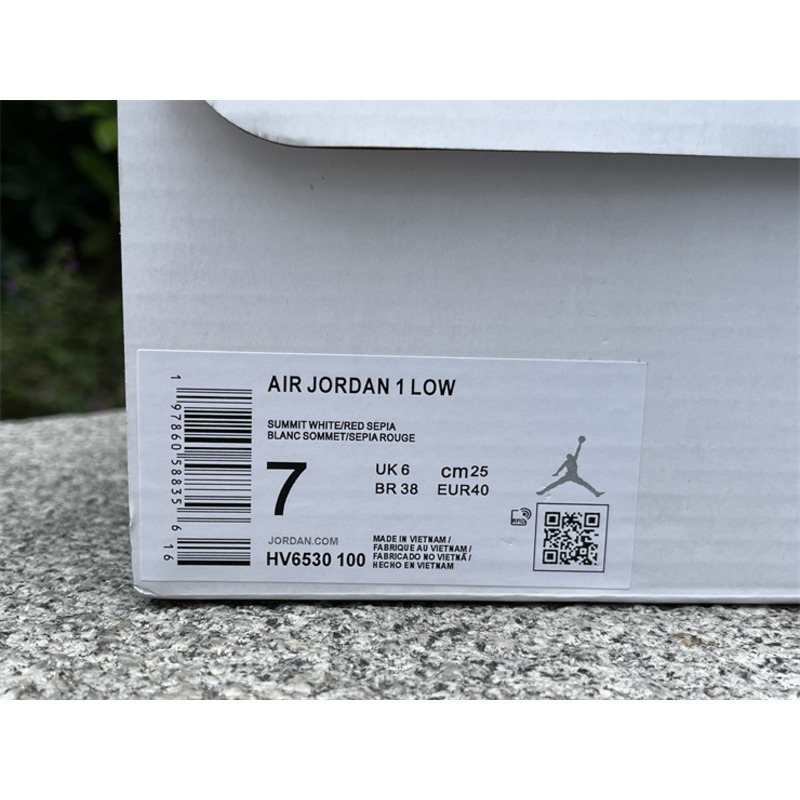 AIR JORDAN 1 LOW
SUMMIT WHITE/RED SEPIA
BLANC SOMMET/SEPIA ROUGE
7
UK 6 cm 25
BR 38 EUR 40
JORDAN.COM
HV6530 100
MADE IN VIETNAM /
FABRIQUE AU VIETNAM /
FABRICADO NO VIETNÃ /
HECHO EN VIETNAM
RFID
1 97860 58835 6 16